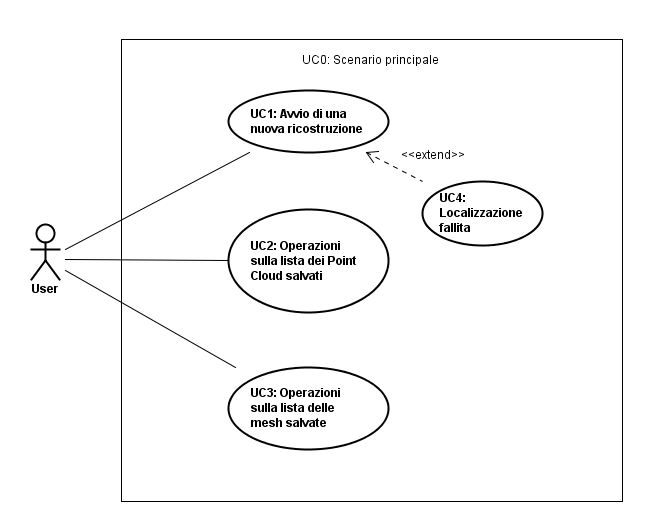 UC0: Scenario principale
UC1: Avvio di una
nuova ricostruzione
<<extend>>
UC4:
Localizzazione
fallita
UC2: Operazioni
sulla lista dei Point
Cloud salvati
User
UC3: Operazioni
sulla lista delle
mesh salvate